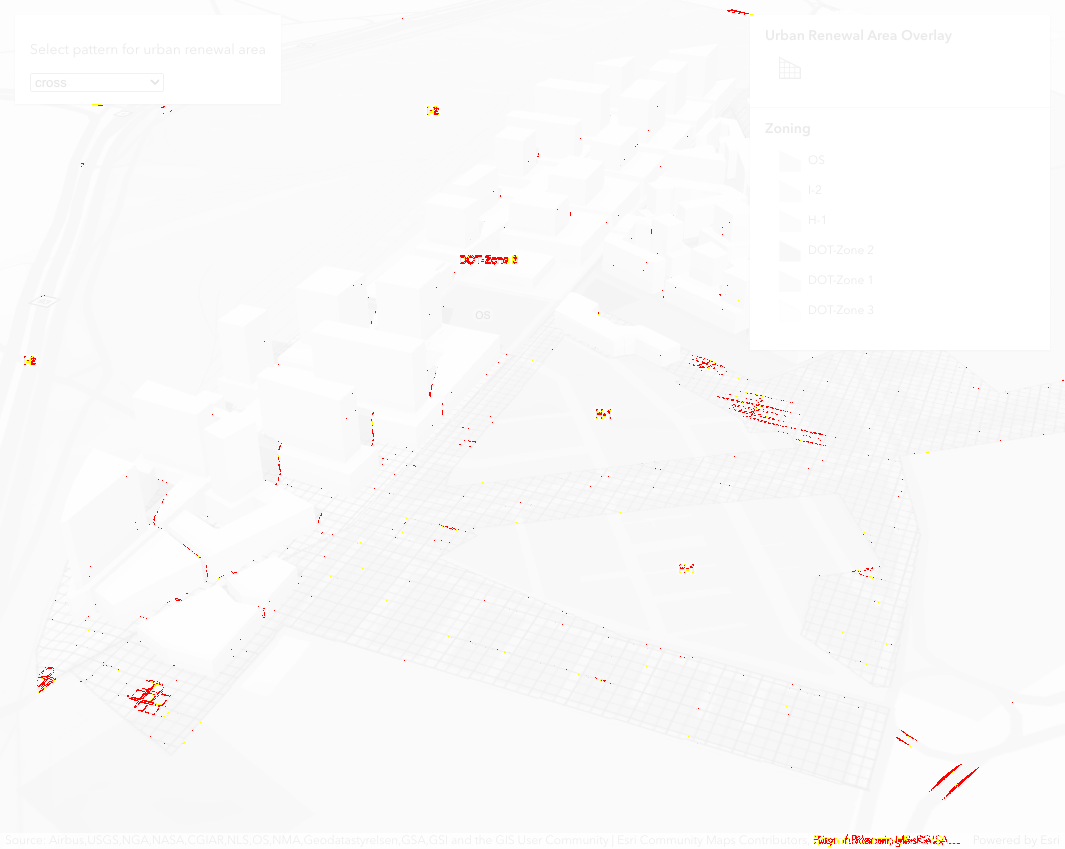 Select pattern for urban renewal area
cross
Urban Renewal Area Overlay
Zoning
OS
I-2
H-1
DOT-Zone 2
DOT-Zone 1
DOT-Zone 3
DOT-Zone
OS
Source: Airbus,USGS,NGA,NASA,CGIAR,NLS,OS,NMA,Geodatastyrelsen,GSA,GSI and the GIS User Community | Esri Community Maps Contributors,
Powered by Esri